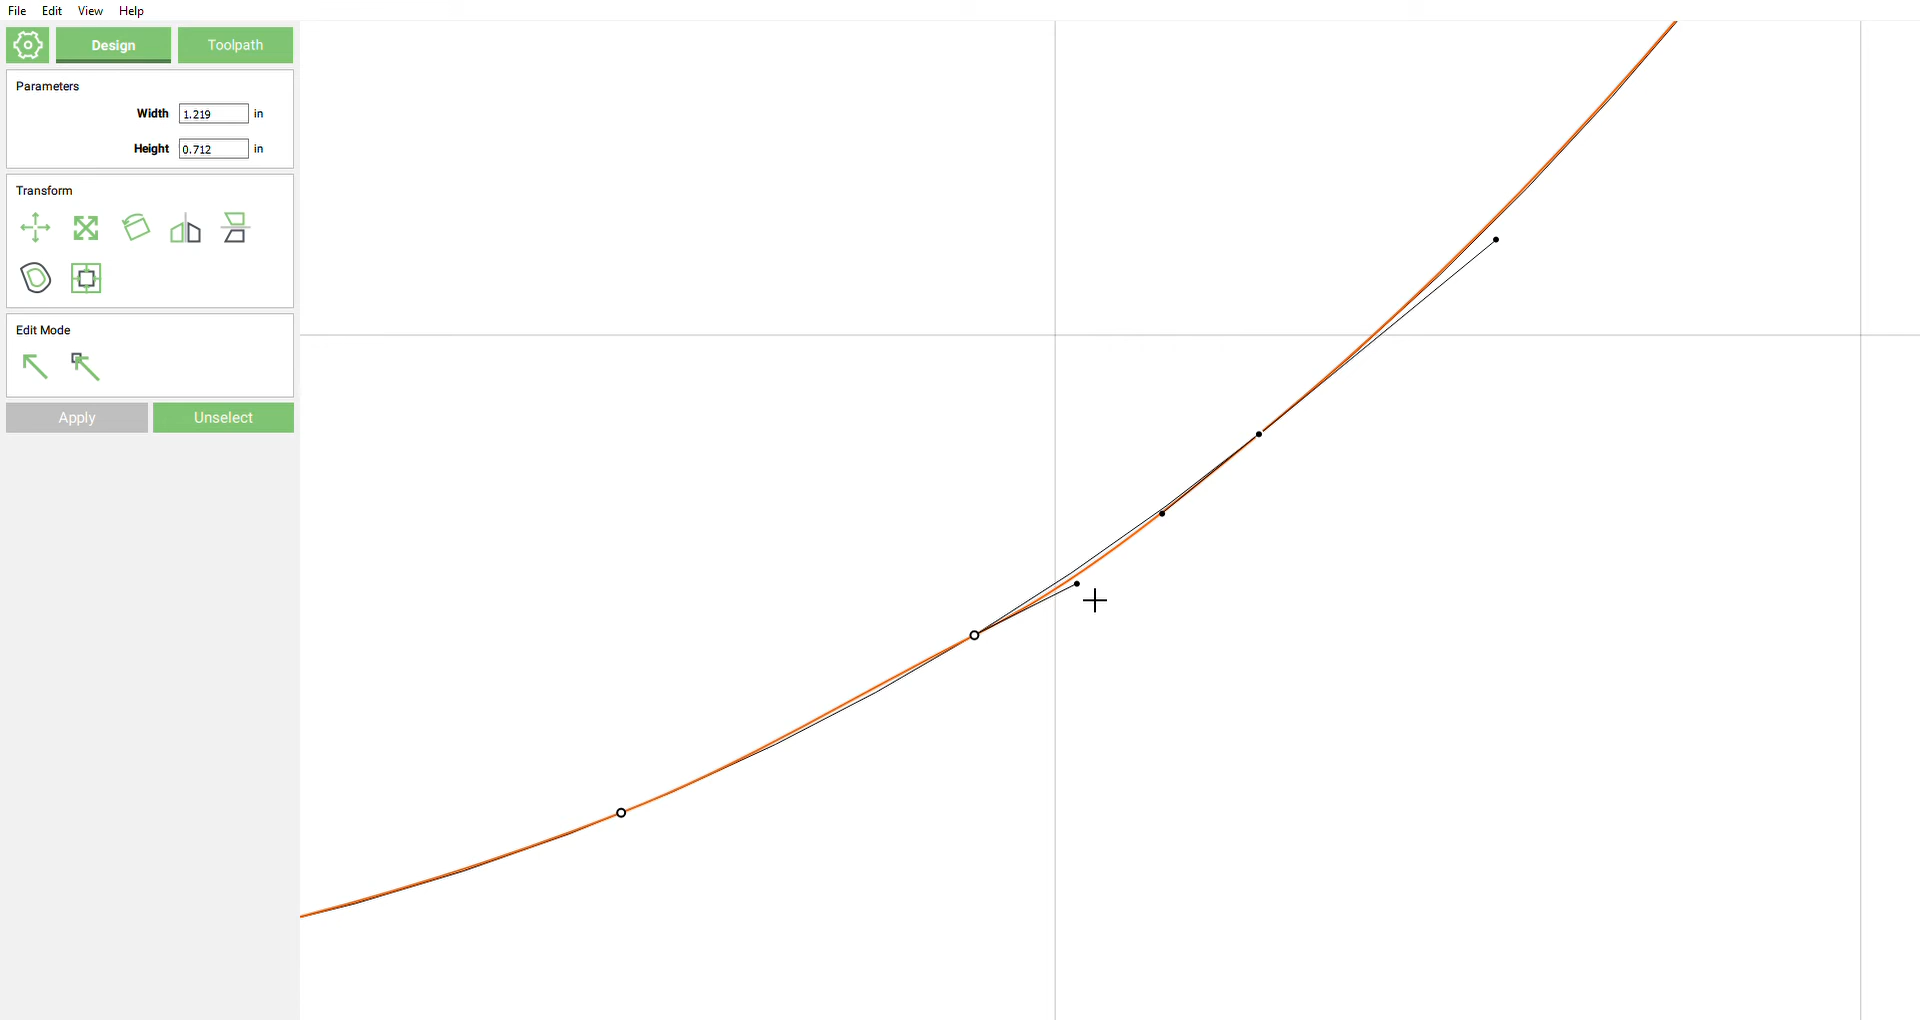 File Edit View Help
Design Toolpath
Parameters
Width 1.219 in
Height 0.712 in
Transform
Edit Mode
Apply Unselect